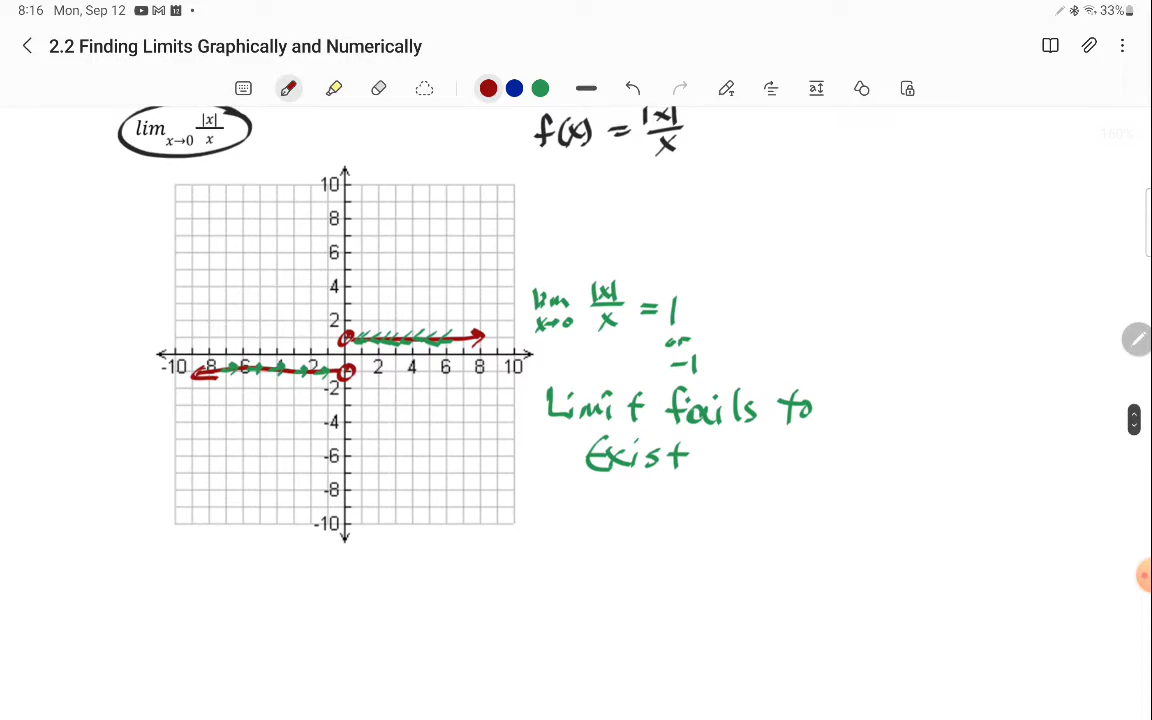 8:16 Mon, Sep 12 33%
2.2 Finding Limits Graphically and Numerically
160%
lim x→0 |x|/x
f(x) = |x|/x
10
8
6
4
2
-10 -8 -6 -2 2 4 6 8 10
-2
-4
-6
-8
-10
lim x→0 |x|/x = 1
or
-1
Limit fails to
Exist